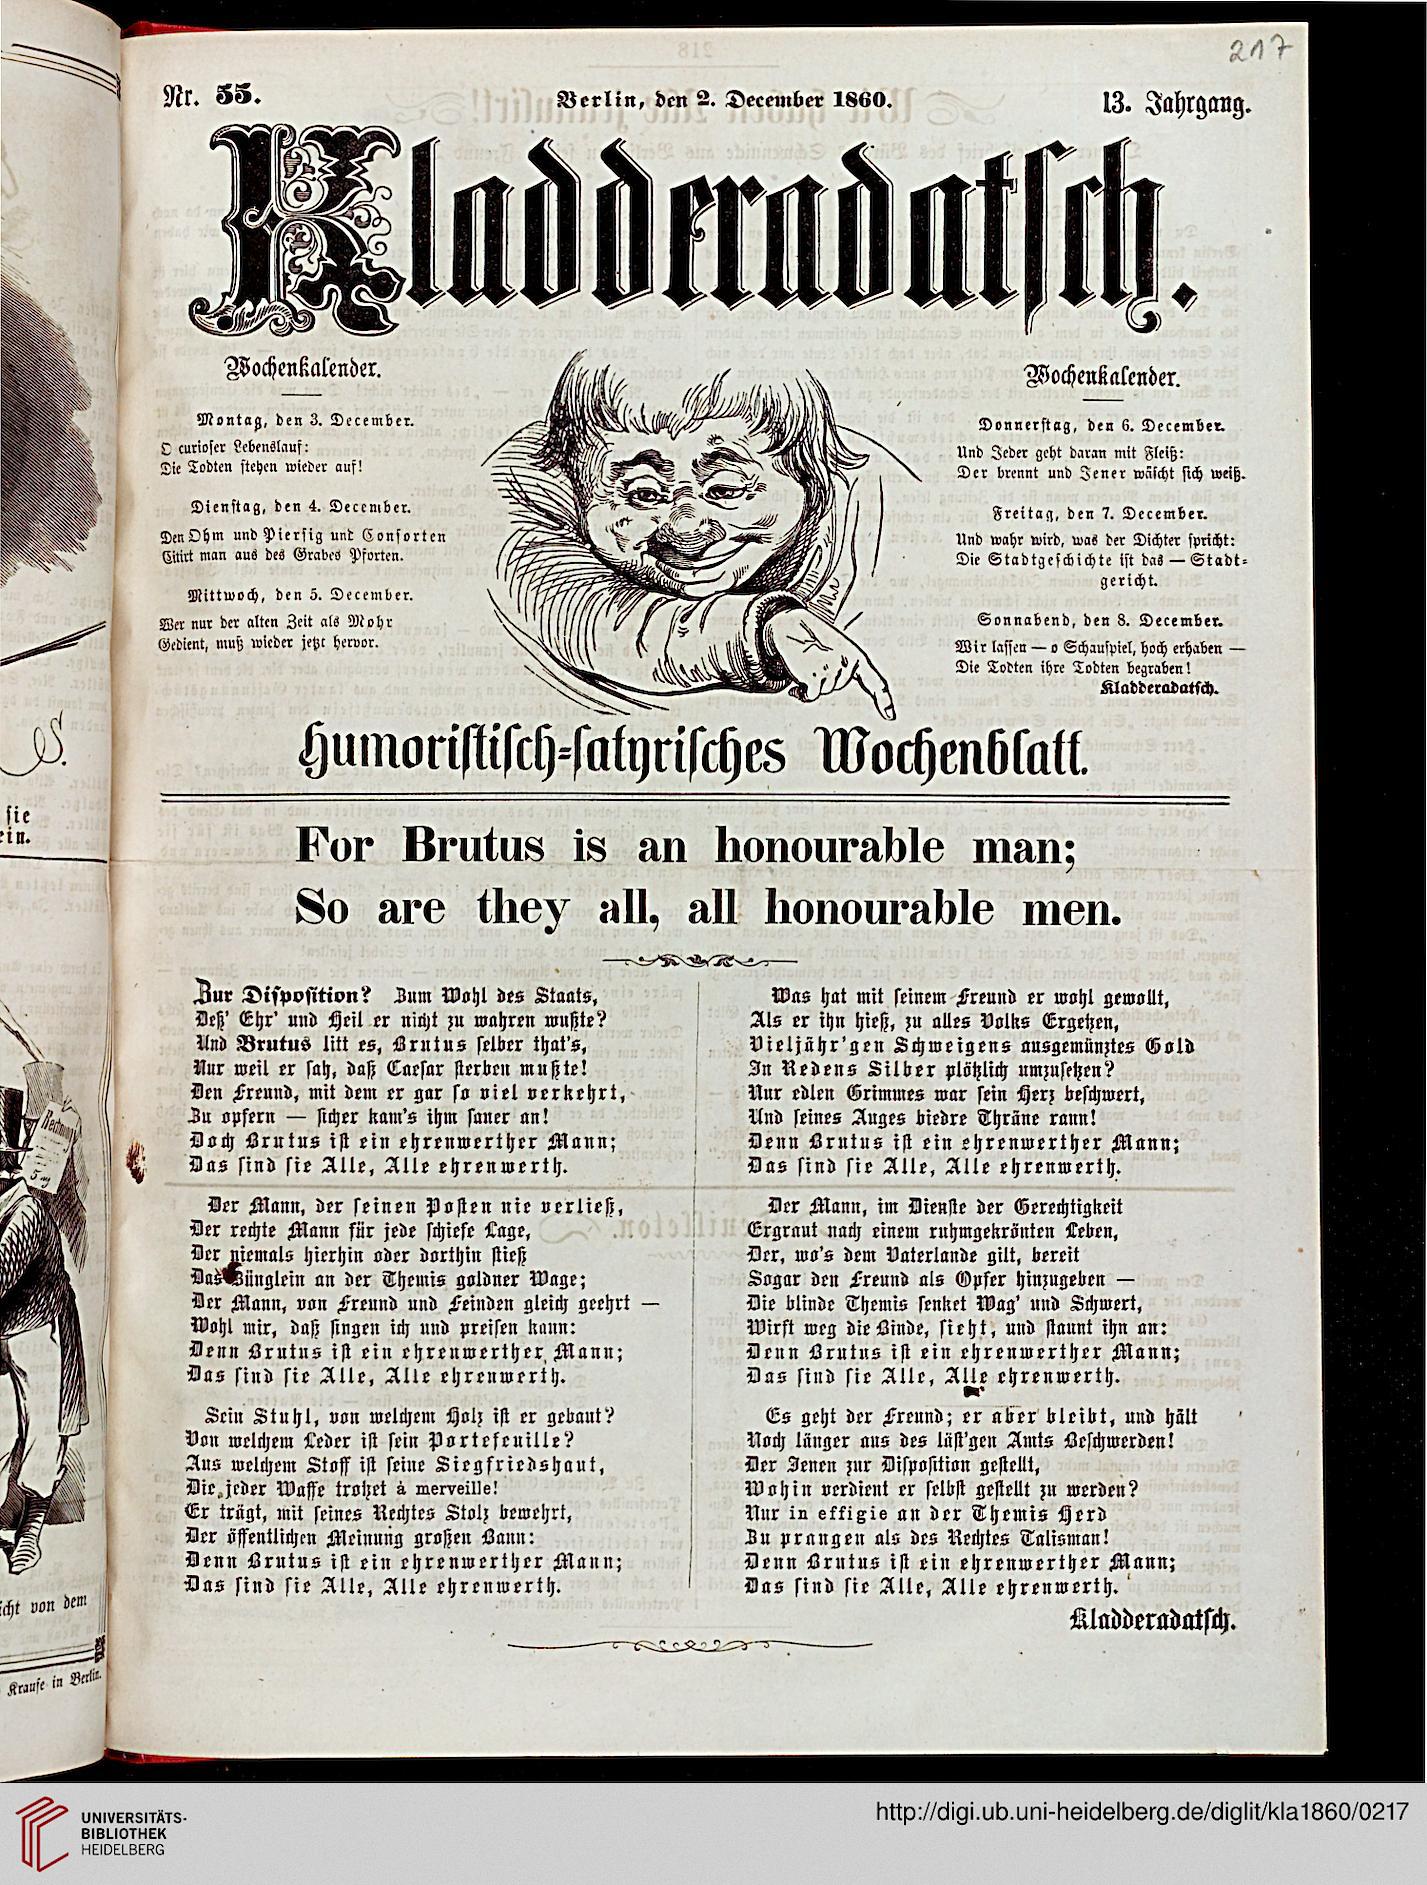 217
Nr. 55.
Berlin, den 2. December 1860.
13. Jahrgang.
Kladderadatsch.
Wochenkalender.
Montag, den 3. December.
O curioser Lebenslauf:
Die Todten stehen wieder auf!
Dienstag, den 4. December.
Den Ohm und Piersig und Consorten
Citirt man aus des Grabes Pforten.
Mittwoch, den 5. December.
Wer nur der alten Zeit als Mohr
Gedient, muß wieder jetzt hervor.
Wochenkalender.
Donnerstag, den 6. December.
Und Jeder geht daran mit Fleiß:
Der brennt und Jener wäscht sich weiß.
Freitag, den 7. December.
Und wahr wird, was der Dichter spricht:
Die Stadtgeschichte ist das — Stadt-
gericht.
Sonnabend, den 8. December.
Wir lassen — o Schauspiel, hoch erhaben —
Die Todten ihre Todten begraben!
Kladderadatsch.
Humoristisch-satyrisches Wochenblatt.
For Brutus is an honourable man;
So are they all, all honourable men.
Zur Disposition? Zum Wohl des Staats,
Deß' Ehr' und Heil er nicht zu wahren wußte?
Und Brutus litt es, Brutus selber that's,
Nur weil er sah, daß Caesar sterben mußte!
Den Freund, mit dem er gar so viel verkehrt,
Zu opfern — sicher kam's ihm sauer an!
Doch Brutus ist ein ehrenwerther Mann;
Das sind sie Alle, Alle ehrenwerth.
Der Mann, der seinen Posten nie verließ,
Der rechte Mann für jede schiefe Lage,
Der niemals hierhin oder dorthin stieß
Das Zünglein an der Themis goldner Wage;
Der Mann, von Freund und Feinden gleich geehrt —
Wohl mir, daß singen ich und preisen kann:
Denn Brutus ist ein ehrenwerther Mann;
Das sind sie Alle, Alle ehrenwerth.
Sein Stuhl, von welchem Holz ist er gebaut?
Von welchem Leder ist sein Portefeuille?
Aus welchem Stoff ist seine Siegfriedshaut,
Die jeder Waffe trotzet à merveille!
Er trägt, mit seines Rechtes Stolz bewehrt,
Der öffentlichen Meinung großen Bann:
Denn Brutus ist ein ehrenwerther Mann;
Das sind sie Alle, Alle ehrenwerth.
Was hat mit seinem Freund er wohl gewollt,
Als er ihn hieß, zu alles Volks Ergetzen,
Vieljähr'gen Schweigens ausgemünztes Gold
In Redens Silber plötzlich umzusetzen?
Nur edlen Grimmes war sein Herz beschwert,
Und seines Auges biedre Thräne rann!
Denn Brutus ist ein ehrenwerther Mann;
Das sind sie Alle, Alle ehrenwerth.
Der Mann, im Dienste der Gerechtigkeit
Ergraut nach einem ruhmgekrönten Leben,
Der, wo's dem Vaterlande gilt, bereit
Sogar den Freund als Opfer hinzugeben —
Die blinde Themis senket Wag' und Schwert,
Wirft weg die Binde, sieht, und staunt ihn an:
Denn Brutus ist ein ehrenwerther Mann;
Das sind sie Alle, Alle ehrenwerth.
Es geht der Freund; er aber bleibt, und hält
Noch länger aus des läst'gen Amts Beschwerden!
Der Jenen zur Disposition gestellt,
Wohin verdient er selbst gestellt zu werden?
Nur in effigie an der Themis Herd
Zu prangen als des Rechtes Talisman!
Denn Brutus ist ein ehrenwerther Mann;
Das sind sie Alle, Alle ehrenwerth.
Kladderadatsch.
S.
sie
ein.
Rechnung
icht von dem
Krause in Berlin.
UNIVERSITÄTS-
BIBLIOTHEK
HEIDELBERG
http://digi.ub.uni-heidelberg.de/diglit/kla1860/0217